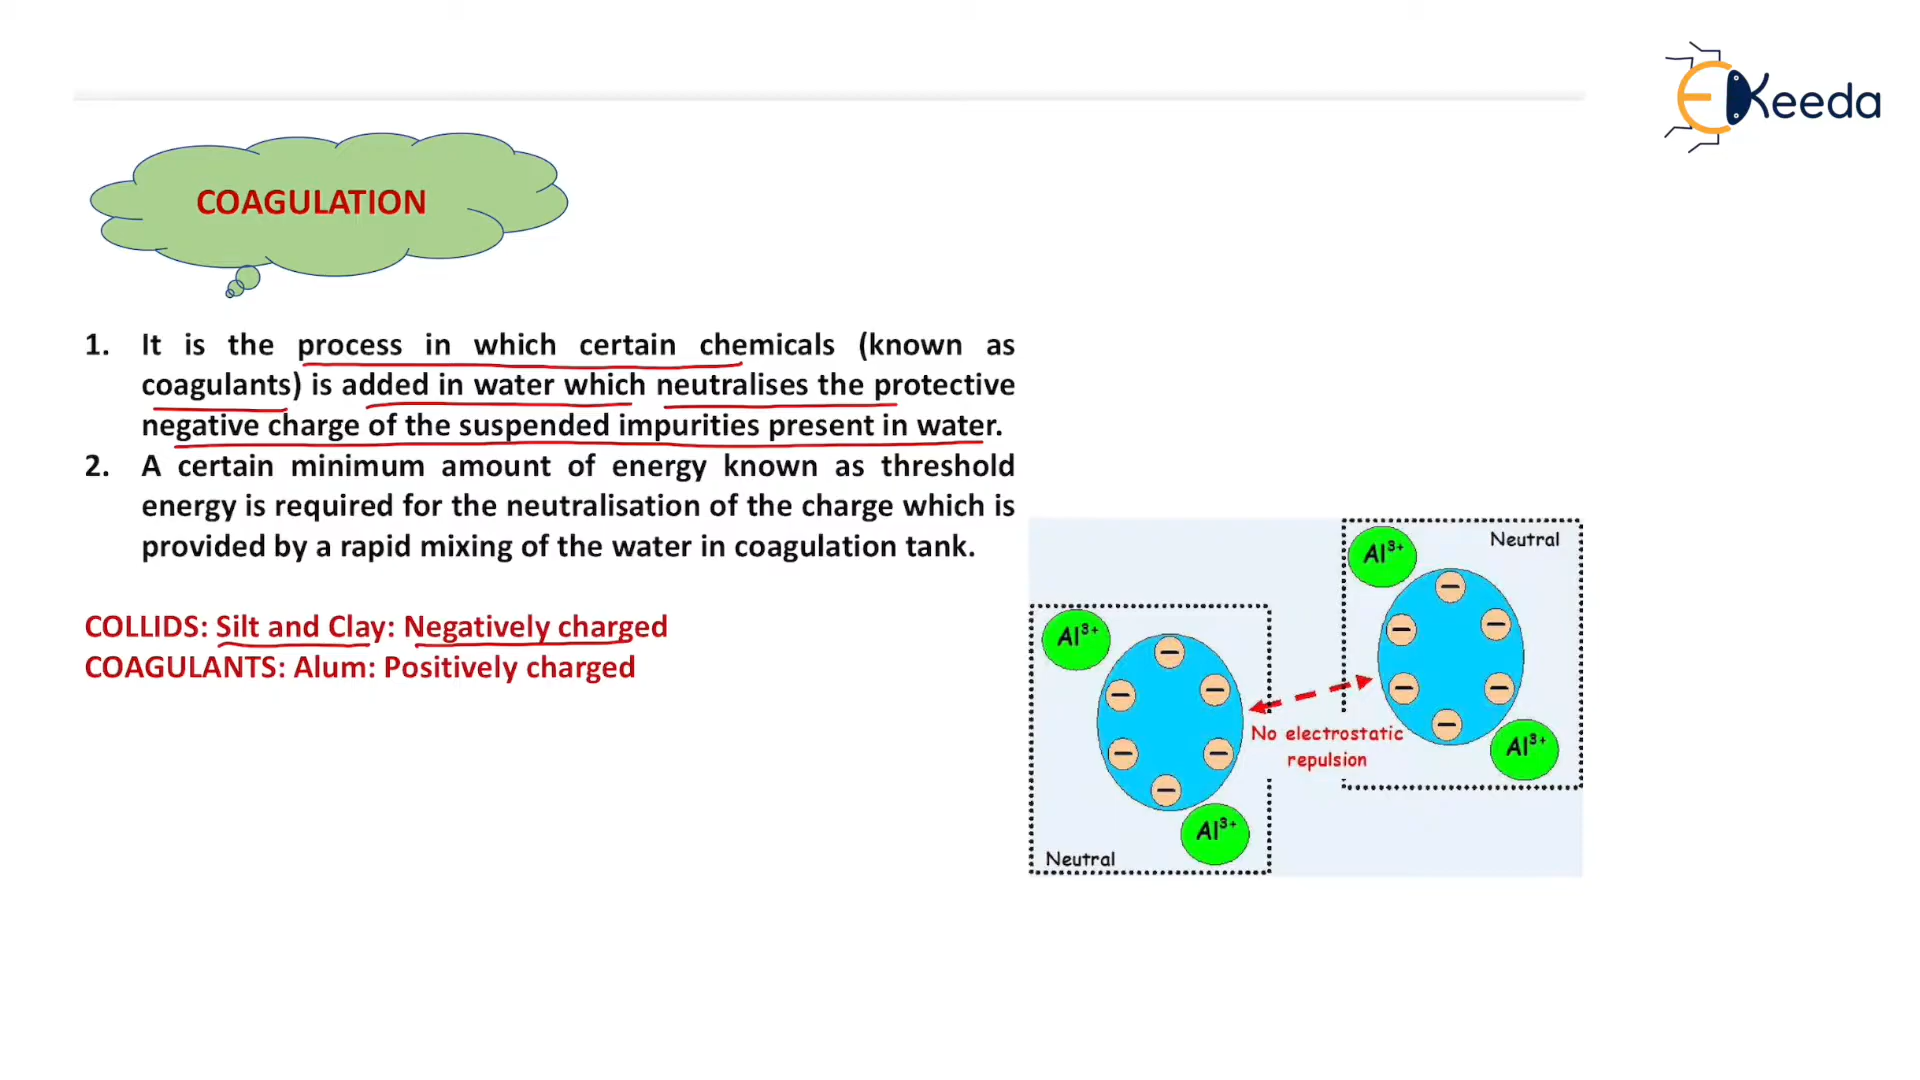 EKeeda
COAGULATION
1. It is the process in which certain chemicals (known as
coagulants) is added in water which neutralises the protective
negative charge of the suspended impurities present in water.
2. A certain minimum amount of energy known as threshold
energy is required for the neutralisation of the charge which is
provided by a rapid mixing of the water in coagulation tank.
COLLIDS: Silt and Clay: Negatively charged
COAGULANTS: Alum: Positively charged
Al³⁺
Neutral
Al³⁺
No electrostatic
repulsion
Al³⁺
Al³⁺
Neutral